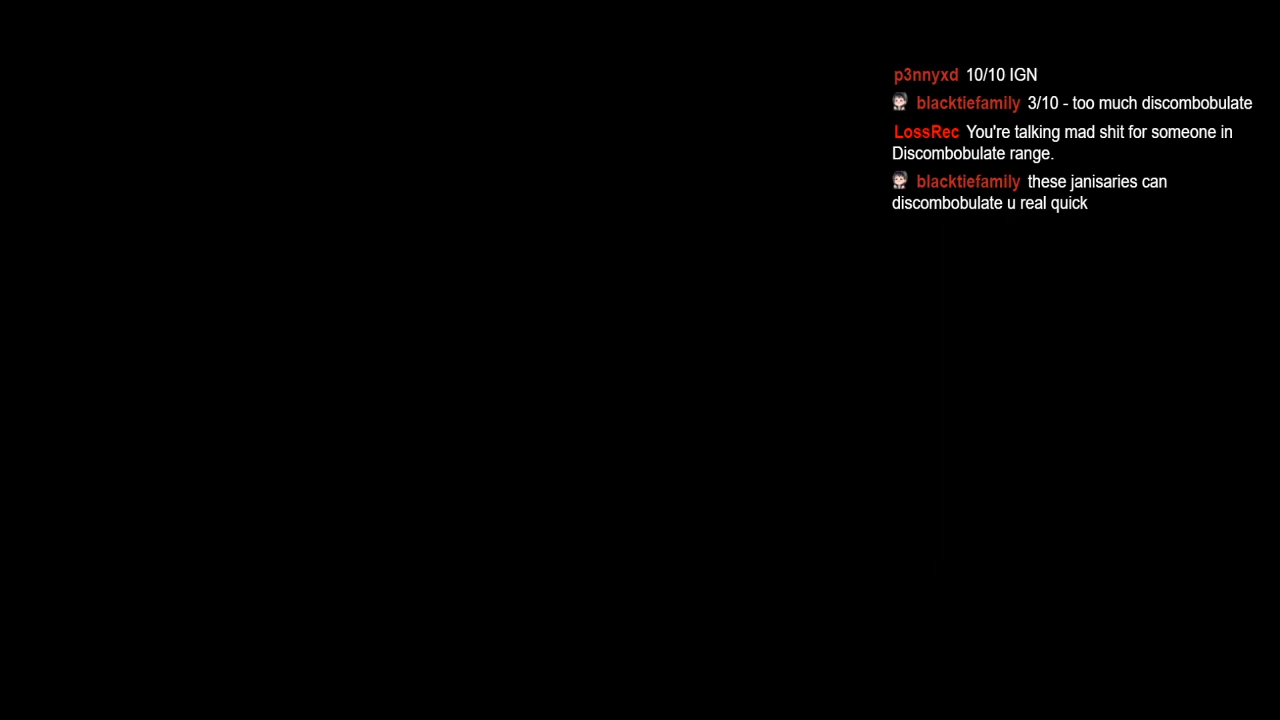 p3nnyxd 10/10 IGN
blacktiefamily 3/10 - too much discombobulate
LossRec You're talking mad shit for someone in
Discombobulate range.
blacktiefamily these janisaries can
discombobulate u real quick